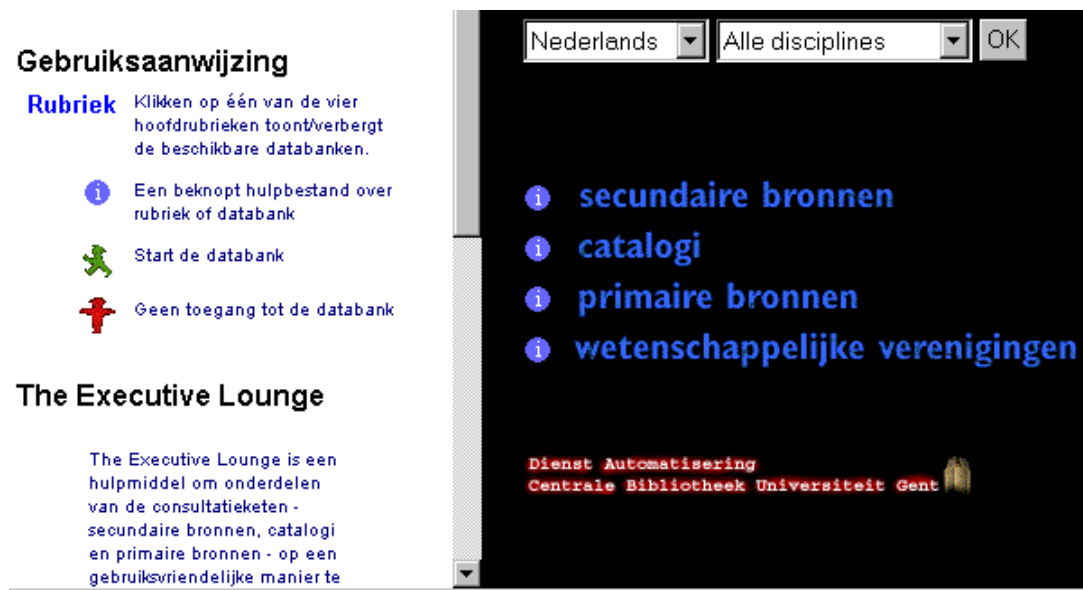 Gebruiksaanwijzing
Rubriek
Klikken op één van de vier
hoofdrubrieken toont/verbergt
de beschikbare databanken.
i
Een beknopt hulpbestand over
rubriek of databank
Start de databank
Geen toegang tot de databank
The Executive Lounge
The Executive Lounge is een
hulpmiddel om onderdelen
van de consultatieketen -
secundaire bronnen, catalogi
en primaire bronnen - op een
gebruiksvriendelijke manier te
Nederlands Alle disciplines OK
i secundaire bronnen
i catalogi
i primaire bronnen
i wetenschappelijke verenigingen
Dienst Automatisering
Centrale Bibliotheek Universiteit Gent